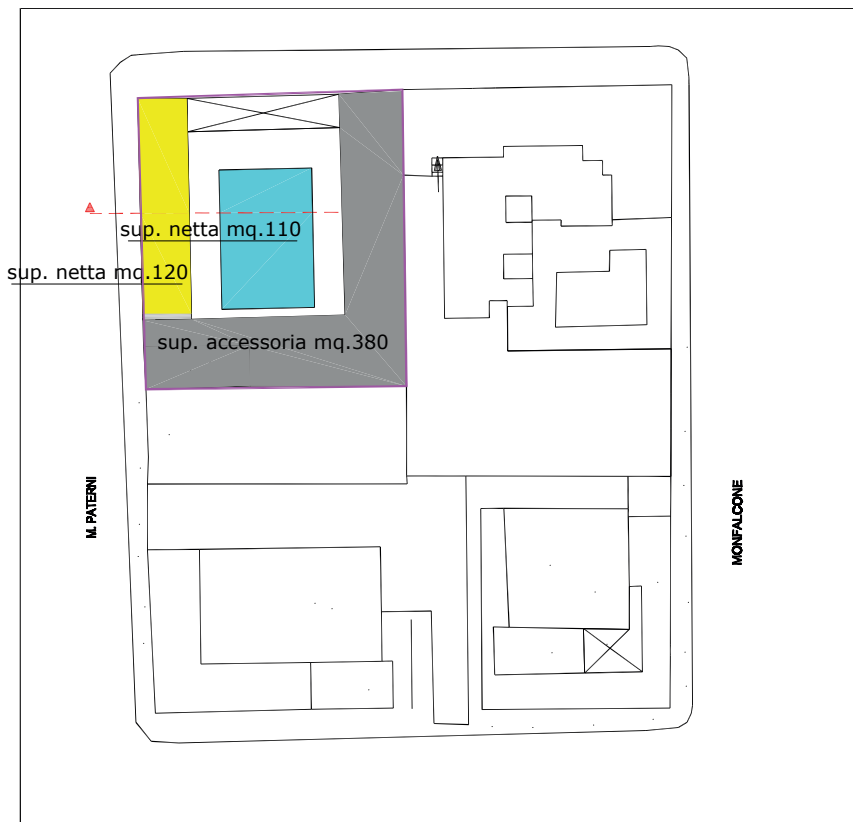 sup. netta mq.110
sup. netta mq.120
sup. accessoria mq.380
M. PATERNI
MONFALCONE